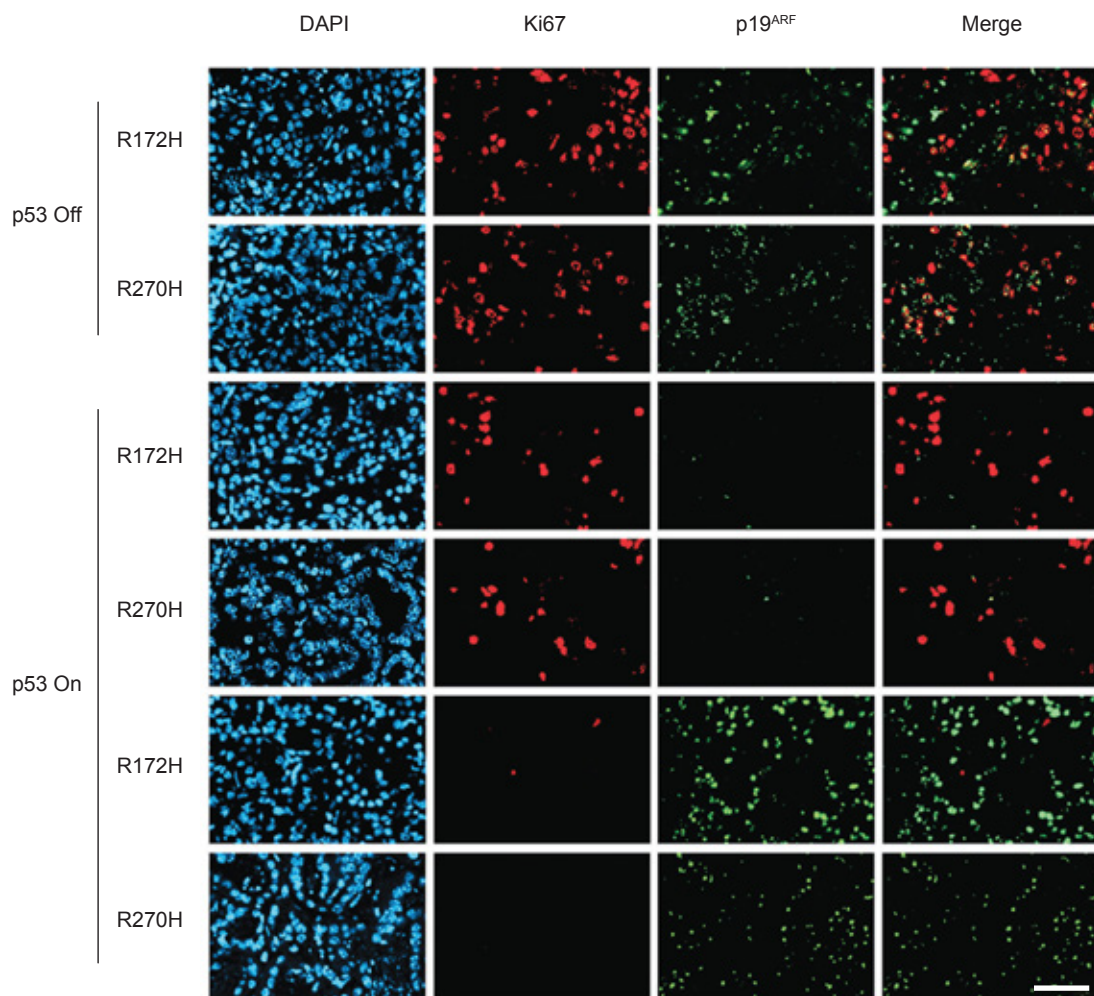 DAPI Ki67 p19ARF Merge
p53 Off
R172H
R270H
p53 On
R172H
R270H
R172H
R270H